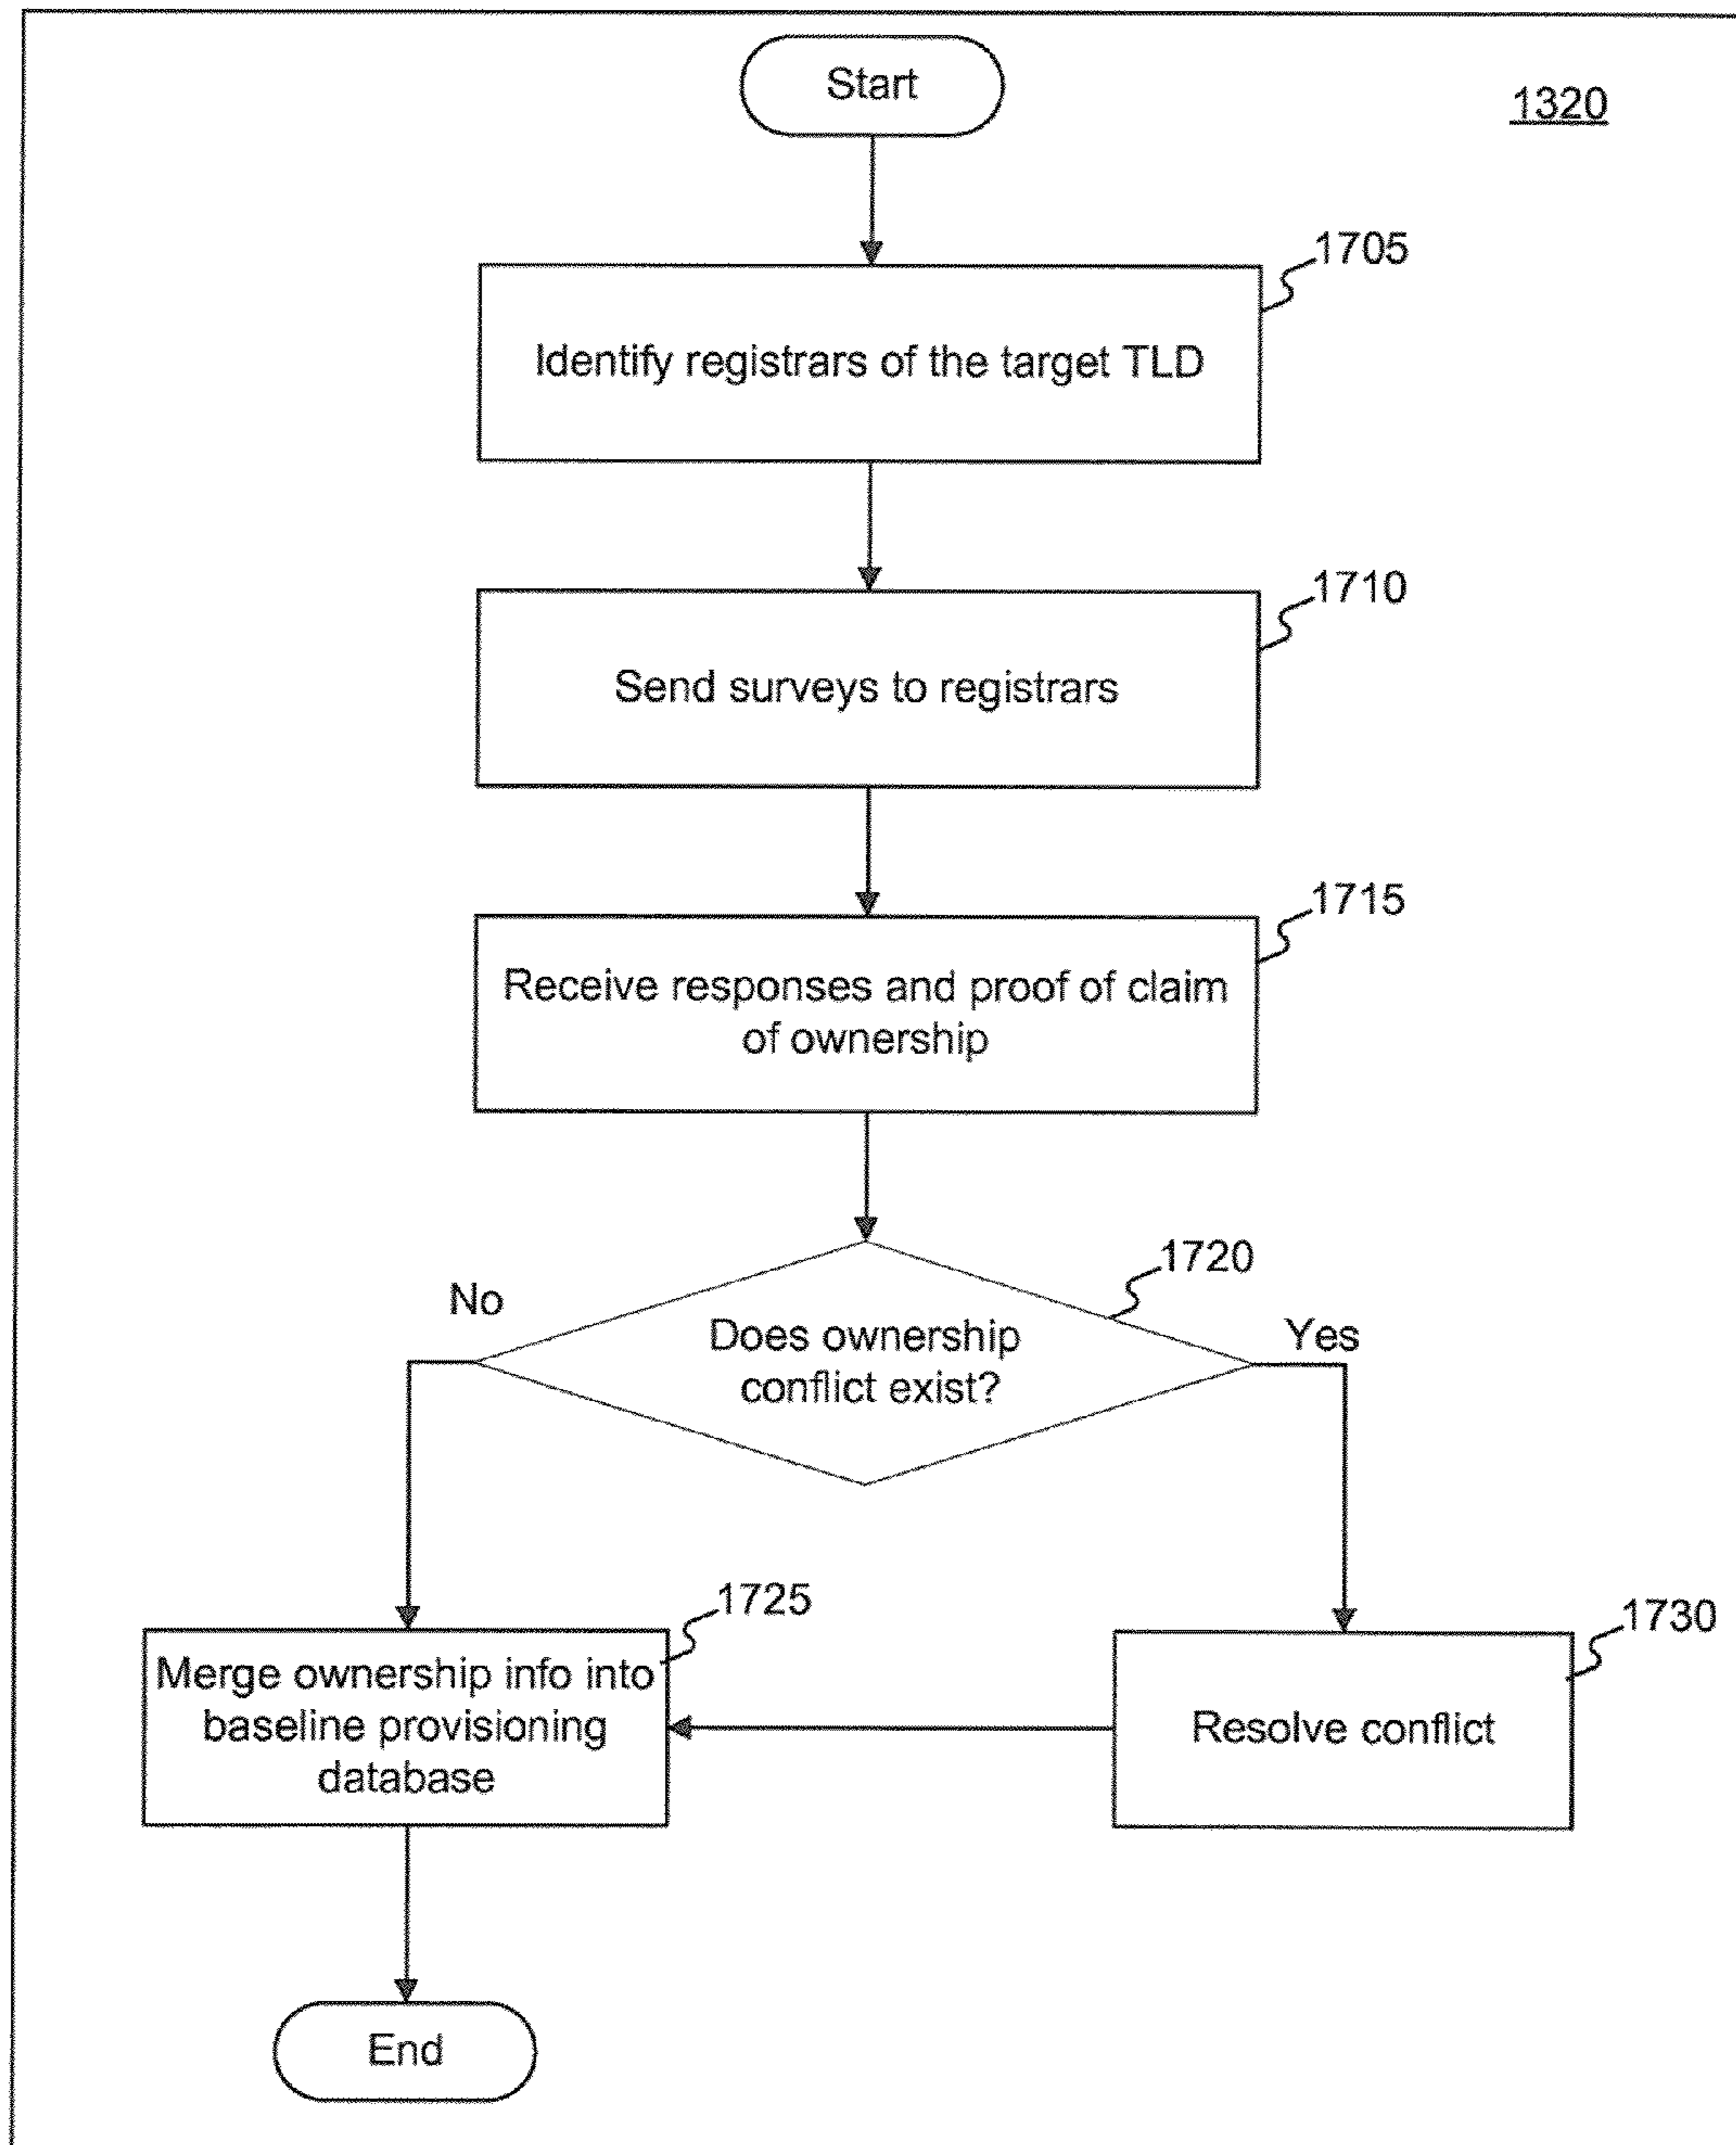 Start
1320
1705
Identify registrars of the target TLD
1710
Send surveys to registrars
1715
Receive responses and proof of claim
of ownership
1720
No
Does ownership
conflict exist?
Yes
1725
Merge ownership info into
baseline provisioning
database
1730
Resolve conflict
End